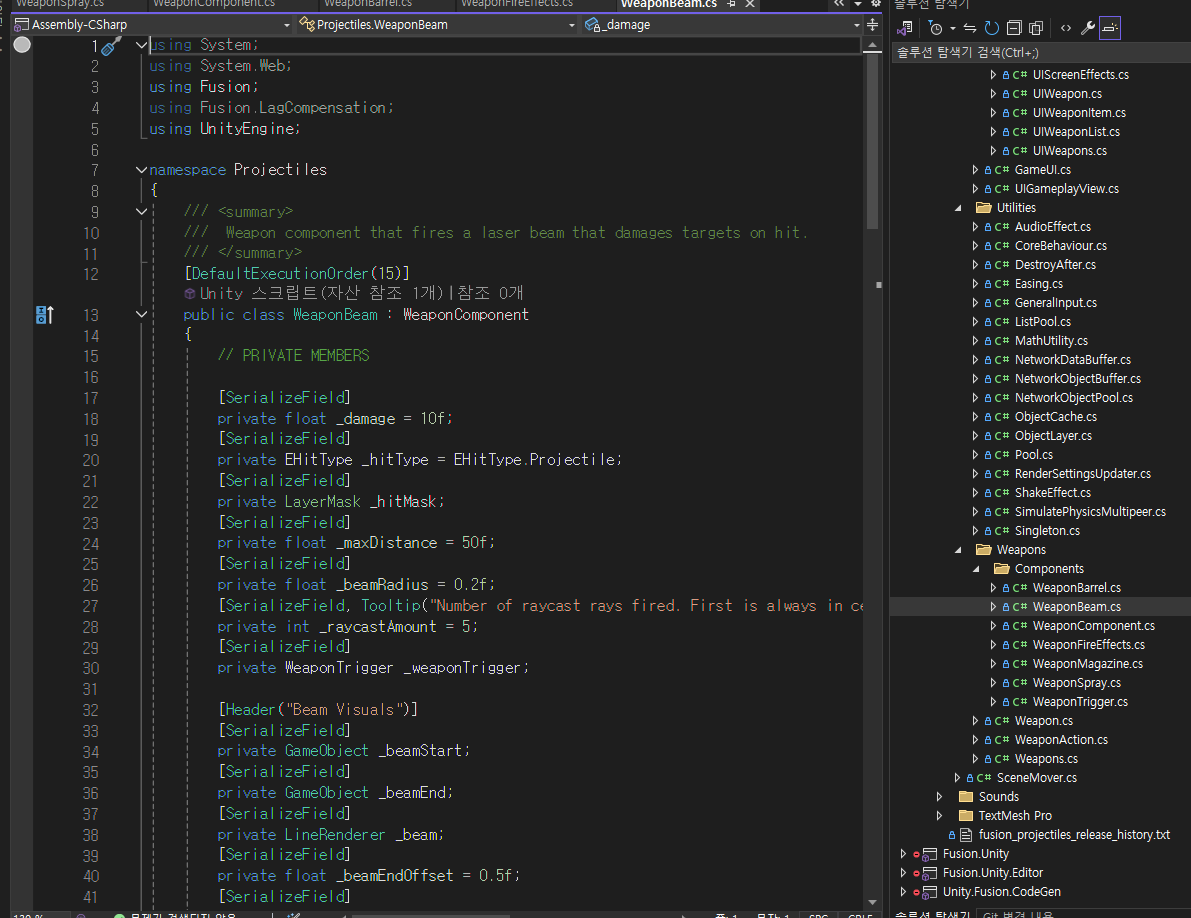 WeaponSpray.cs WeaponComponent.cs WeaponBarrel.cs WeaponFireEffects.cs WeaponBeam.cs
Assembly-CSharp Projectiles.WeaponBeam _damage
1 using System;
2 using System.Web;
3 using Fusion;
4 using Fusion.LagCompensation;
5 using UnityEngine;
6
7 namespace Projectiles
8 {
9 /// <summary>
10 /// Weapon component that fires a laser beam that damages targets on hit.
11 /// </summary>
12 [DefaultExecutionOrder(15)]
Unity 스크립트(자산 참조 1개)|참조 0개
13 public class WeaponBeam : WeaponComponent
14 {
15 // PRIVATE MEMBERS
16
17 [SerializeField]
18 private float _damage = 10f;
19 [SerializeField]
20 private EHitType _hitType = EHitType.Projectile;
21 [SerializeField]
22 private LayerMask _hitMask;
23 [SerializeField]
24 private float _maxDistance = 50f;
25 [SerializeField]
26 private float _beamRadius = 0.2f;
27 [SerializeField, Tooltip("Number of raycast rays fired. First is always in ce
28 private int _raycastAmount = 5;
29 [SerializeField]
30 private WeaponTrigger _weaponTrigger;
31
32 [Header("Beam Visuals")]
33 [SerializeField]
34 private GameObject _beamStart;
35 [SerializeField]
36 private GameObject _beamEnd;
37 [SerializeField]
38 private LineRenderer _beam;
39 [SerializeField]
40 private float _beamEndOffset = 0.5f;
41 [SerializeField]
솔루션 탐색기
솔루션 탐색기 검색(Ctrl+;)
C# UIScreenEffects.cs
C# UIWeapon.cs
C# UIWeaponItem.cs
C# UIWeaponList.cs
C# UIWeapons.cs
C# GameUI.cs
C# UIGameplayView.cs
Utilities
C# AudioEffect.cs
C# CoreBehaviour.cs
C# DestroyAfter.cs
C# Easing.cs
C# GeneralInput.cs
C# ListPool.cs
C# MathUtility.cs
C# NetworkDataBuffer.cs
C# NetworkObjectBuffer.cs
C# NetworkObjectPool.cs
C# ObjectCache.cs
C# ObjectLayer.cs
C# Pool.cs
C# RenderSettingsUpdater.cs
C# ShakeEffect.cs
C# SimulatePhysicsMultipeer.cs
C# Singleton.cs
Weapons
Components
C# WeaponBarrel.cs
C# WeaponBeam.cs
C# WeaponComponent.cs
C# WeaponFireEffects.cs
C# WeaponMagazine.cs
C# WeaponSpray.cs
C# WeaponTrigger.cs
C# Weapon.cs
C# WeaponAction.cs
C# Weapons.cs
C# SceneMover.cs
Sounds
TextMesh Pro
fusion_projectiles_release_history.txt
Fusion.Unity
Fusion.Unity.Editor
Unity.Fusion.CodeGen